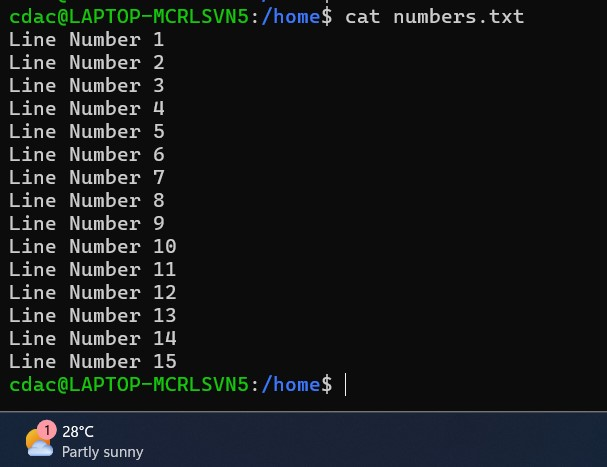 cdac@LAPTOP-MCRLSVN5:/home$ cat numbers.txt
Line Number 1
Line Number 2
Line Number 3
Line Number 4
Line Number 5
Line Number 6
Line Number 7
Line Number 8
Line Number 9
Line Number 10
Line Number 11
Line Number 12
Line Number 13
Line Number 14
Line Number 15
cdac@LAPTOP-MCRLSVN5:/home$
1
28°C
Partly sunny